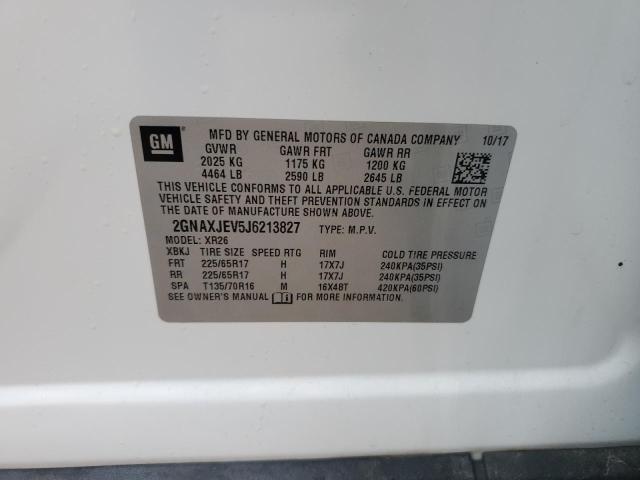 GM
MFD BY GENERAL MOTORS OF CANADA COMPANY 10/17
GVWR GAWR FRT GAWR RR
2025 KG 1175 KG 1200 KG
4464 LB 2590 LB 2645 LB
THIS VEHICLE CONFORMS TO ALL APPLICABLE U.S. FEDERAL MOTOR
VEHICLE SAFETY AND THEFT PREVENTION STANDARDS IN EFFECT ON
DATE OF MANUFACTURE SHOWN ABOVE.
2GNAXJEV5J6213827 TYPE: M.P.V.
MODEL: XR26
XBKJ TIRE SIZE SPEED RTG RIM COLD TIRE PRESSURE
FRT 225/65R17 H 17X7J 240KPA(35PSI)
RR 225/65R17 H 17X7J 240KPA(35PSI)
SPA T135/70R16 M 16X4BT 420KPA(60PSI)
SEE OWNER'S MANUAL FOR MORE INFORMATION